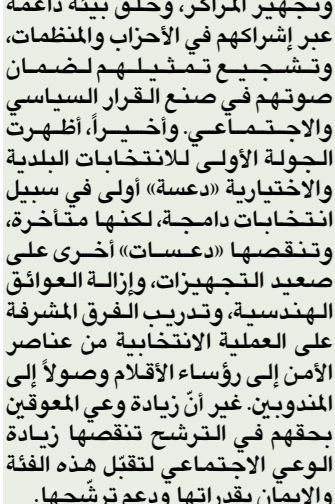 وتجهيز المراكز، وخلق بيئة داعمة
عبر إشراكهم في الأحزاب والمنظمات،
وتشجيع تمثيلهم لضمان
صوتهم في صنع القرار السياسي
والاجتماعي. وأخيراً، أظهرت
الجولة الأولى للانتخابات البلدية
والاختيارية «دعسة» أولى في سبيل
انتخابات دامجة، لكنها متأخرة،
وتنقصها «دعسات» أخرى على
صعيد التجهيزات، وإزالة العوائق
الهندسية، وتدريب الفرق المشرفة
على العملية الانتخابية من عناصر
الأمن إلى رؤساء الأقلام وصولاً إلى
المندوبين. غير أنّ زيادة وعي المعوقين
بحقهم في الترشح تنقصها زيادة
الوعي الاجتماعي لتقبّل هذه الفئة
والإيمان بقدراتها ودعم ترشّحها.